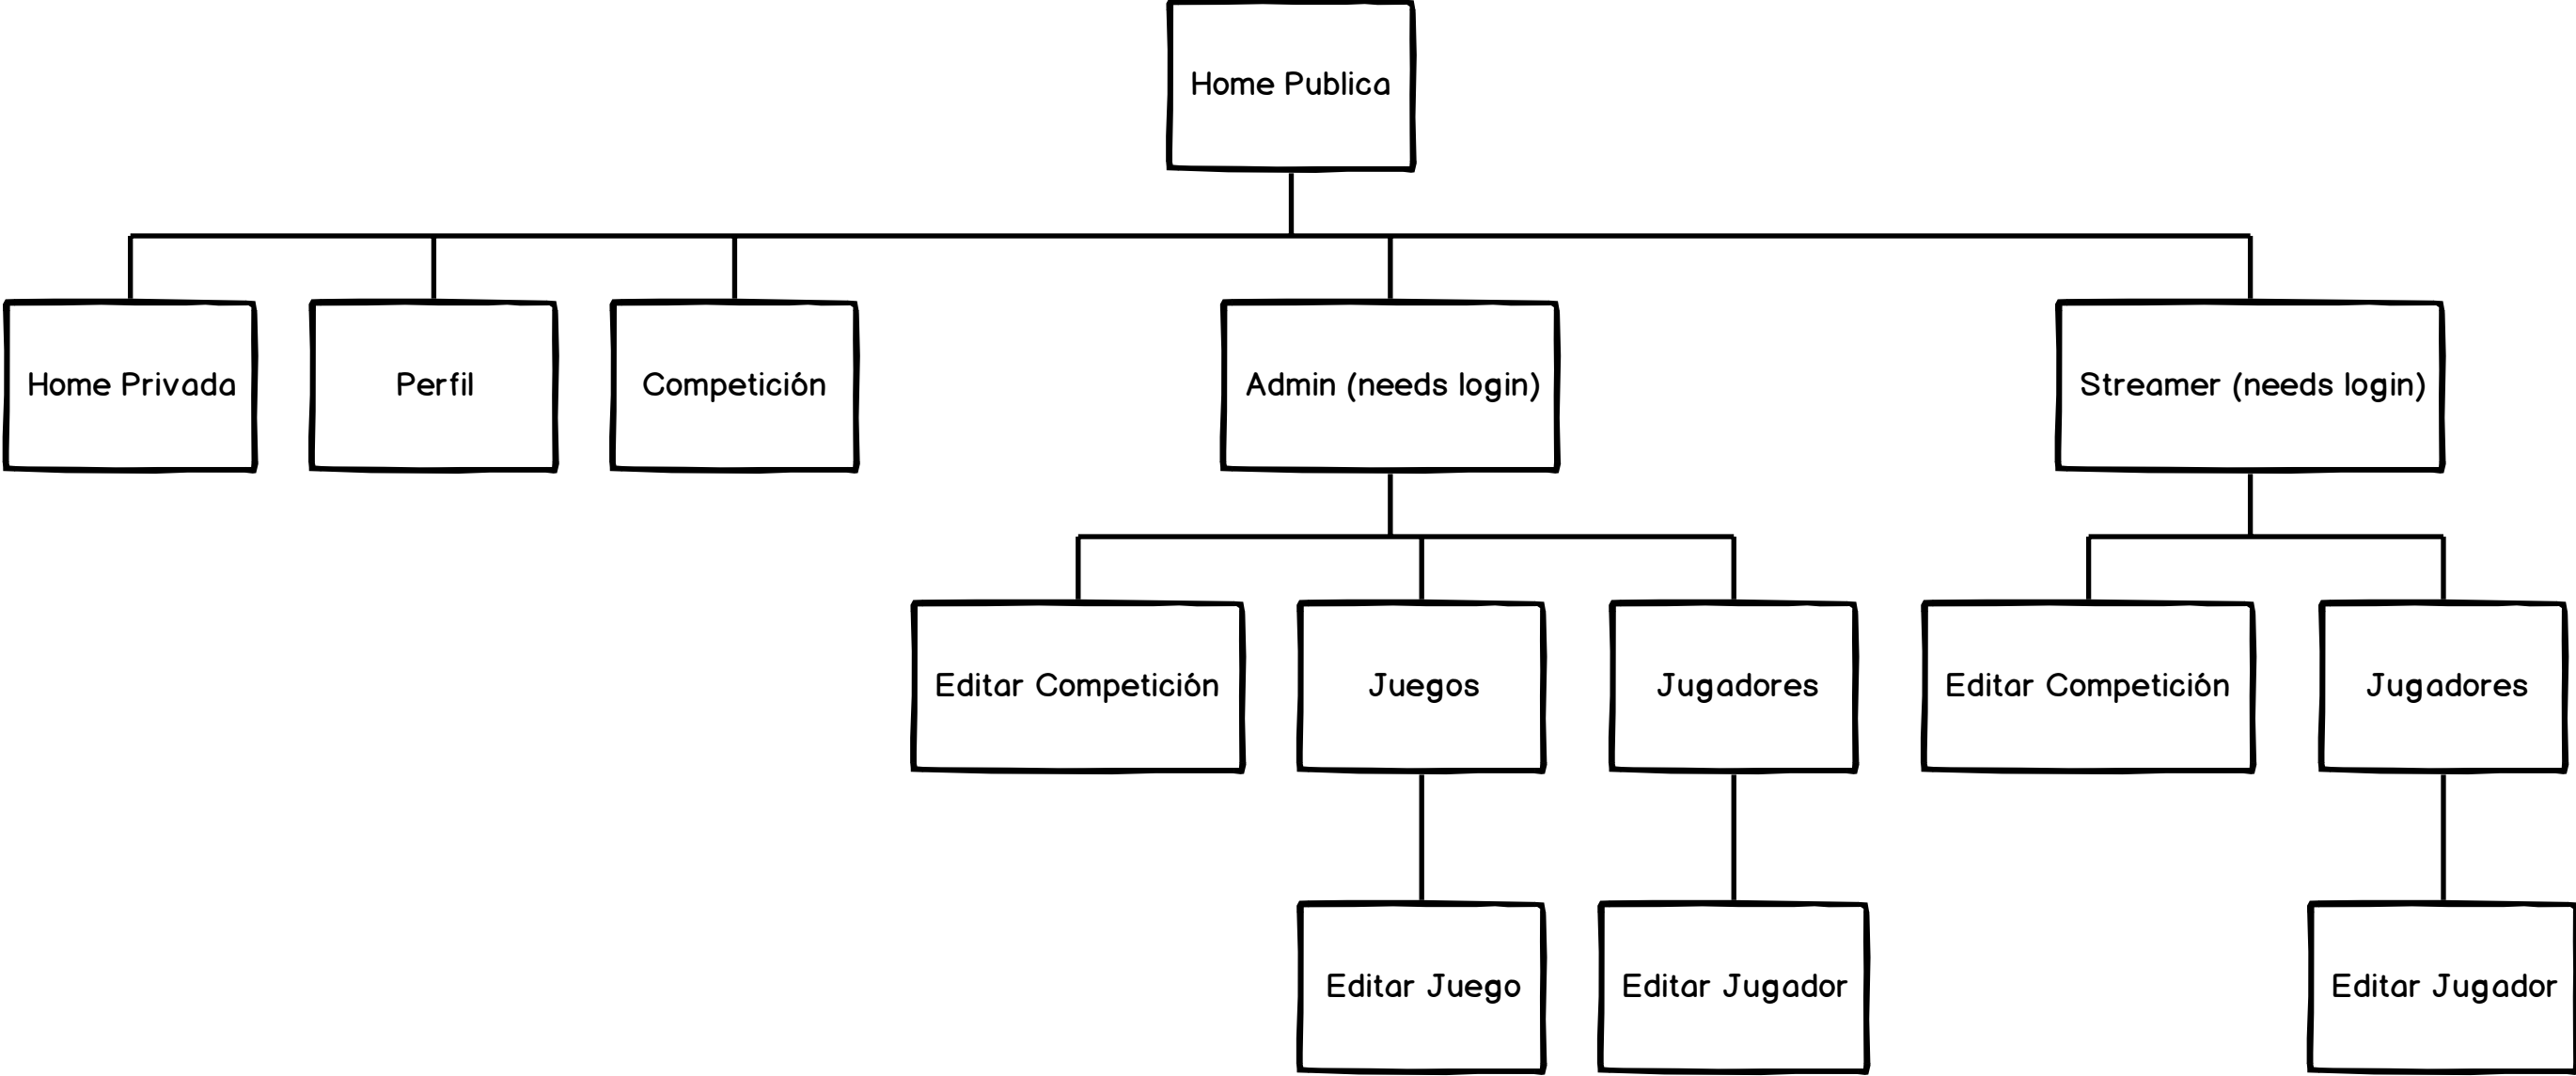 Home Publica
Home Privada
Perfil
Competición
Admin (needs login)
Streamer (needs login)
Editar Competición
Juegos
Jugadores
Editar Competición
Jugadores
Editar Juego
Editar Jugador
Editar Jugador